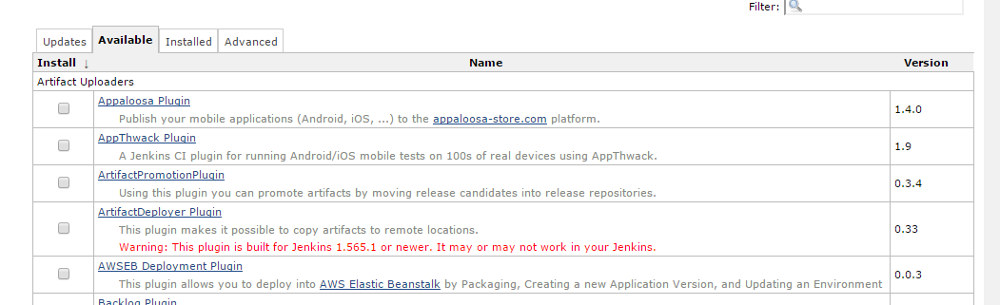 Filter:
Updates Available Installed Advanced
Install ↓ Name Version
Artifact Uploaders
Appaloosa Plugin
Publish your mobile applications (Android, iOS, ...) to the appaloosa-store.com platform.
1.4.0
AppThwack Plugin
A Jenkins CI plugin for running Android/iOS mobile tests on 100s of real devices using AppThwack.
1.9
ArtifactPromotionPlugin
Using this plugin you can promote artifacts by moving release candidates into release repositories.
0.3.4
ArtifactDeployer Plugin
This plugin makes it possible to copy artifacts to remote locations.
Warning: This plugin is built for Jenkins 1.565.1 or newer. It may or may not work in your Jenkins.
0.33
AWSEB Deployment Plugin
This plugin allows you to deploy into AWS Elastic Beanstalk by Packaging, Creating a new Application Version, and Updating an Environment
0.0.3
Backlog Plugin